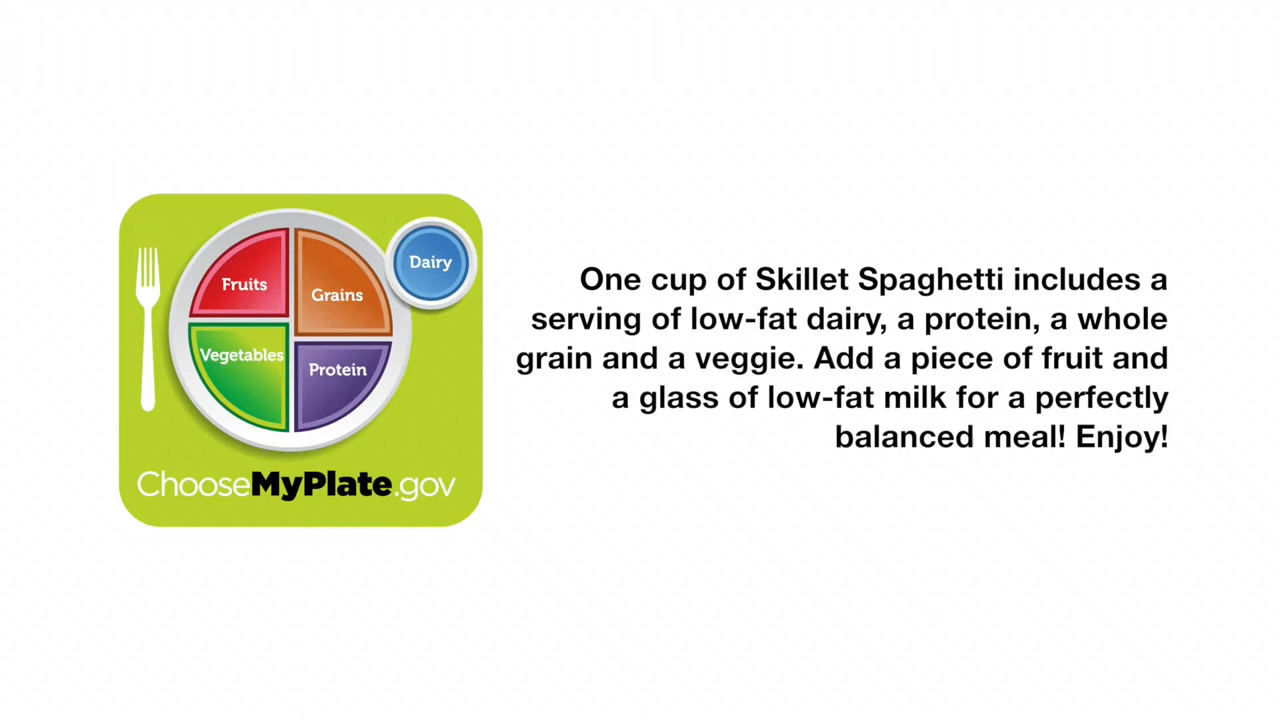 Fruits
Grains
Dairy
Vegetables
Protein
ChooseMyPlate.gov
One cup of Skillet Spaghetti includes a
serving of low-fat dairy, a protein, a whole
grain and a veggie. Add a piece of fruit and
a glass of low-fat milk for a perfectly
balanced meal! Enjoy!